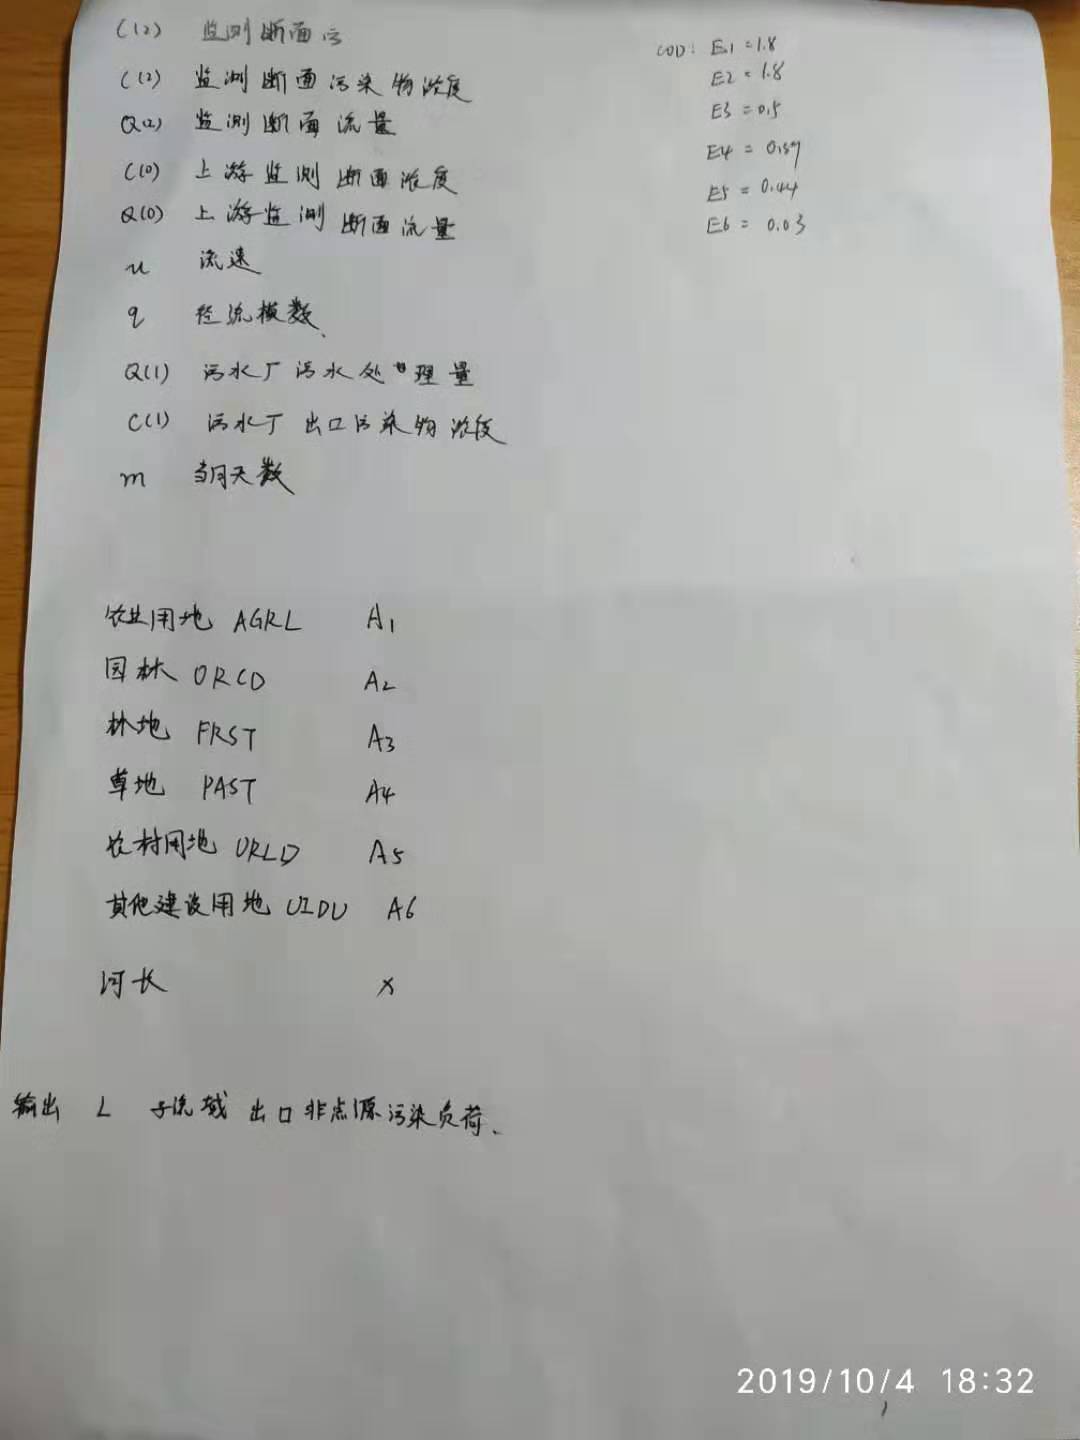 C(2) 监测断面污
C(2) 监测断面污染物浓度
Q(2) 监测断面流量
C(0) 上游监测断面浓度
Q(0) 上游监测断面流量
u 流速
q 径流模数、
Q(1) 污水厂污水处理量
C(1) 污水厂出口污染物浓度
m 当月天数
COD: E1=1.8
E2=1.8
E3=0.5
E4=0.59
E5=0.44
E6=0.03
农业用地 AGRL A1
园林 ORCD A2
林地 FRST A3
草地 PAST A4
农村用地 URLD A5
其他建设用地 UIDU A6
河长 x
输出 L 子流域出口非点源污染负荷、
2019/10/4 18:32